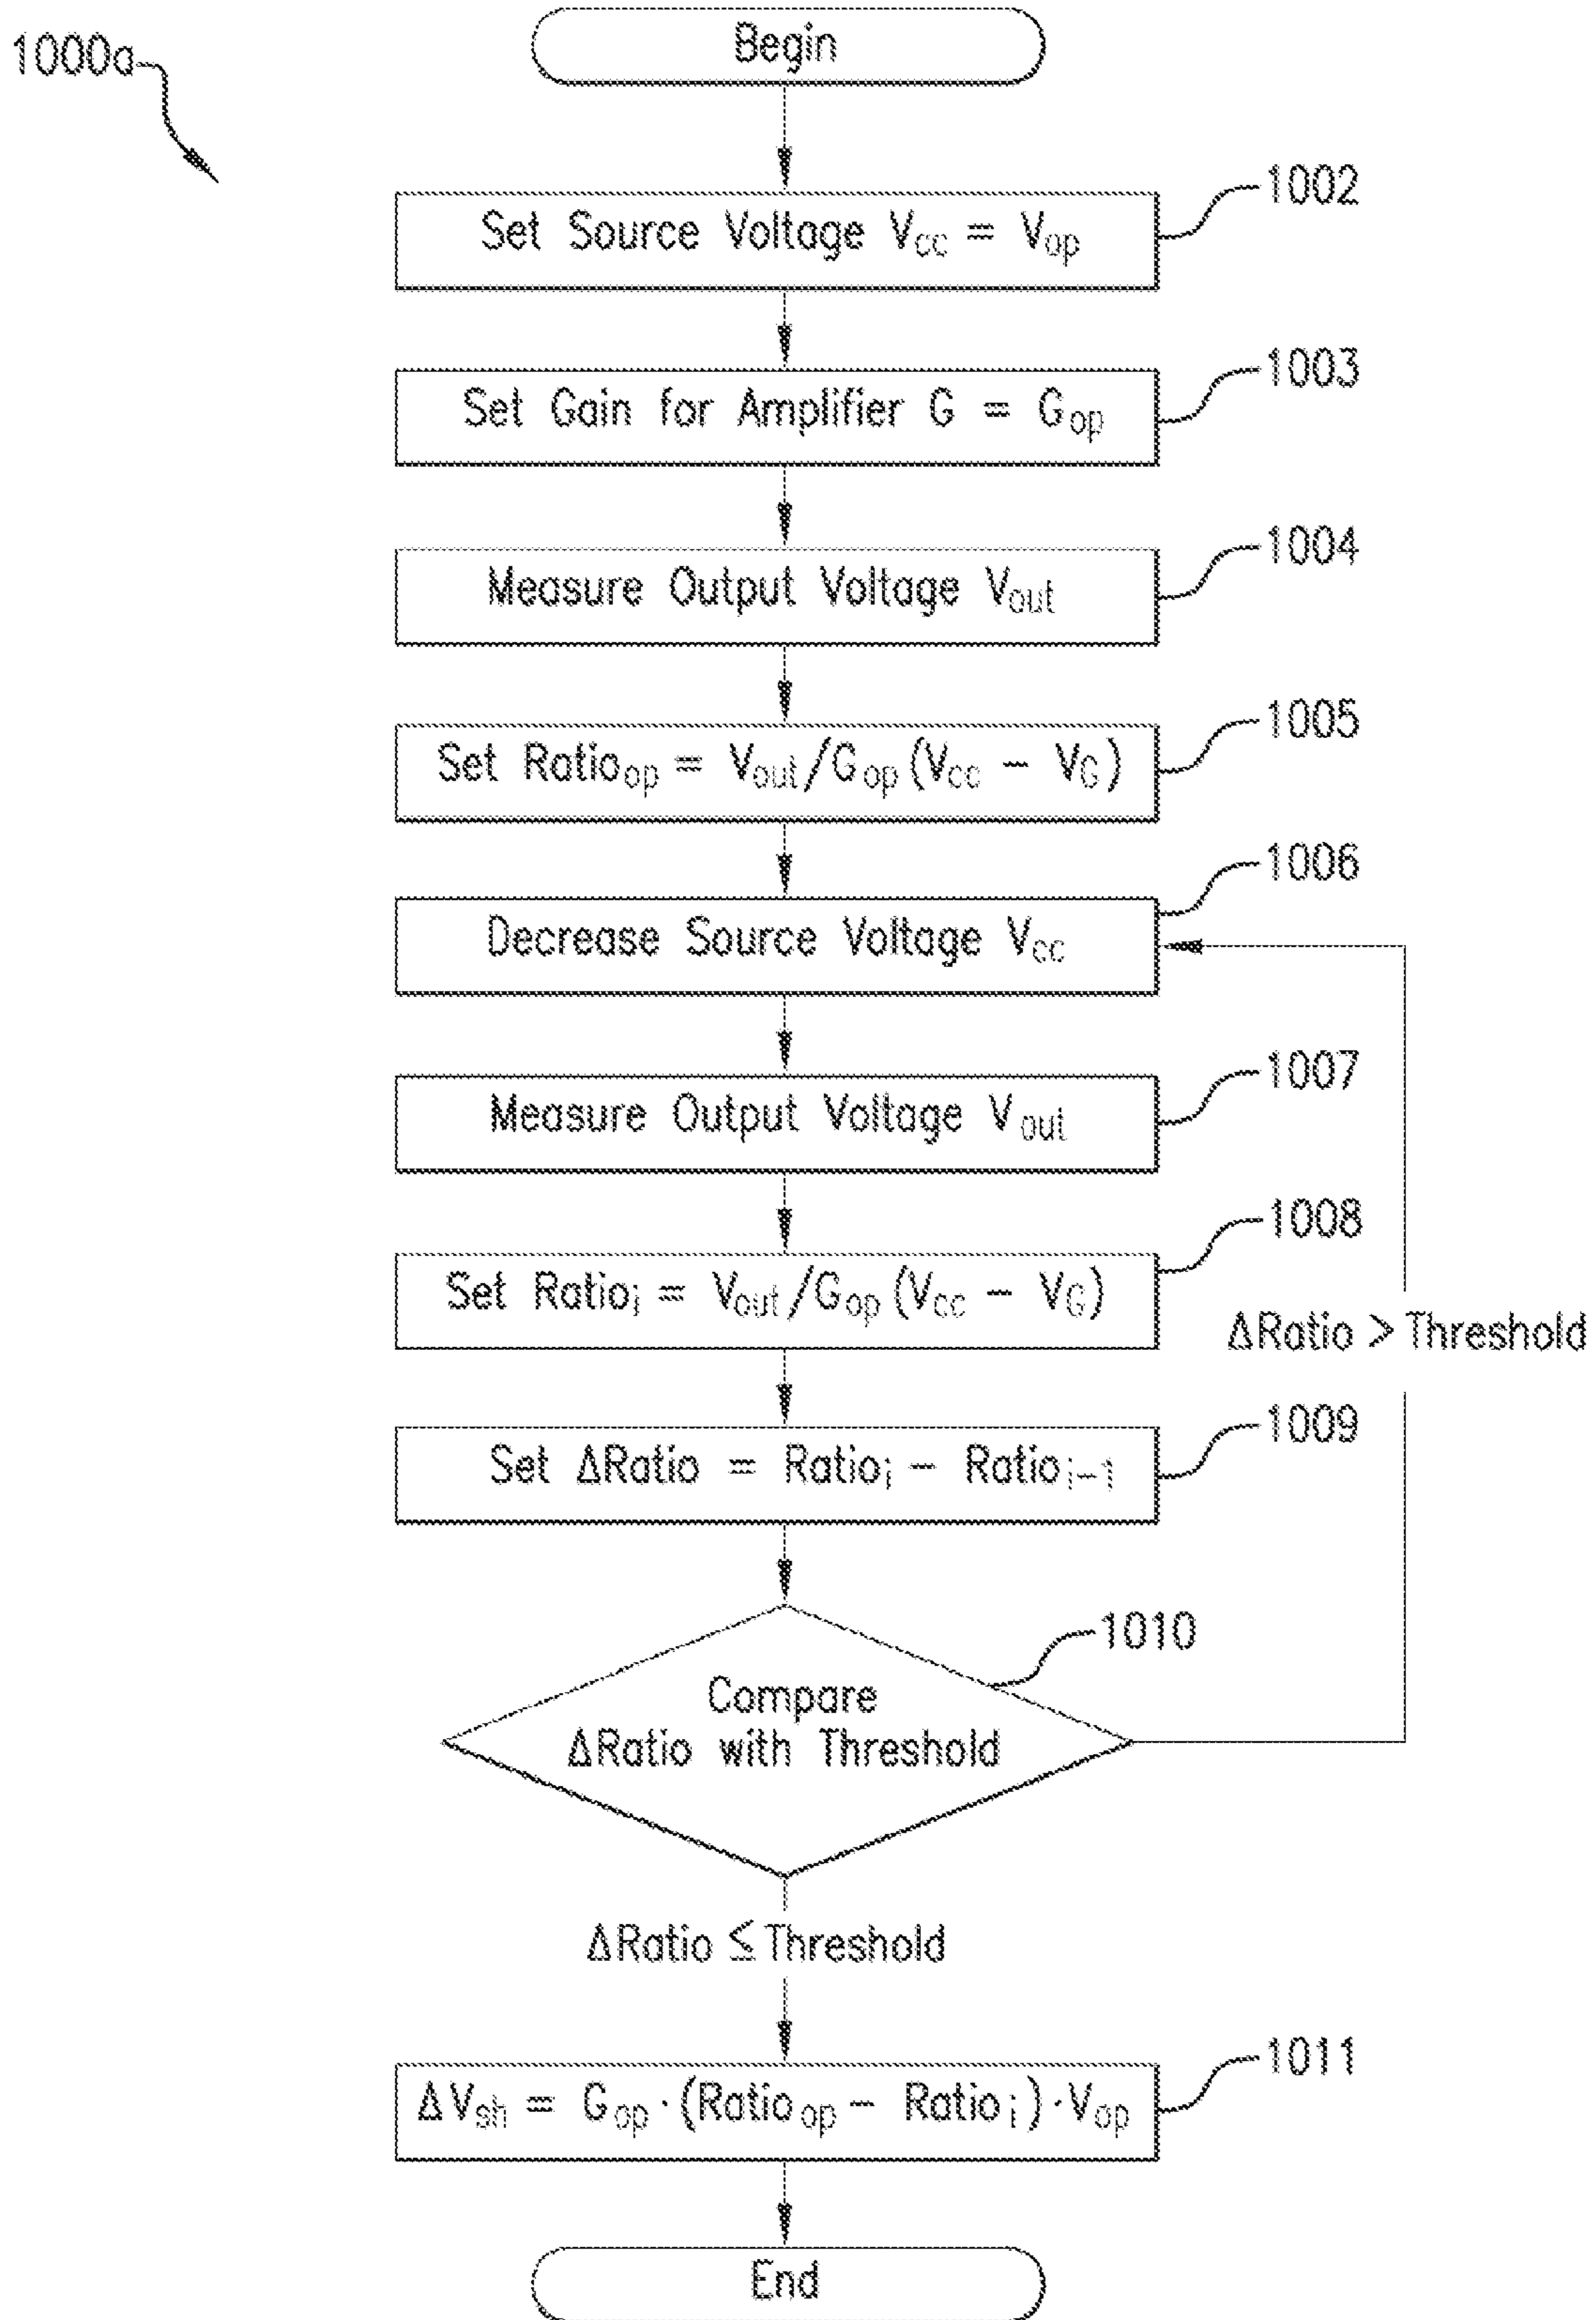 1000a
Begin
1002
Set Source Voltage Vcc = Vop
1003
Set Gain for Amplifier G = Gop
1004
Measure Output Voltage Vout
1005
Set Ratioop = Vout/Gop(Vcc − VG)
1006
Decrease Source Voltage Vcc
1007
Measure Output Voltage Vout
1008
Set Ratioi = Vout/Gop(Vcc − VG)
ΔRatio > Threshold
1009
Set ΔRatio = Ratioi − Ratioi−1
1010
Compare
ΔRatio with Threshold
ΔRatio ≦ Threshold
1011
ΔVsh = Gop·(Ratioop − Ratioi)·Vop
End